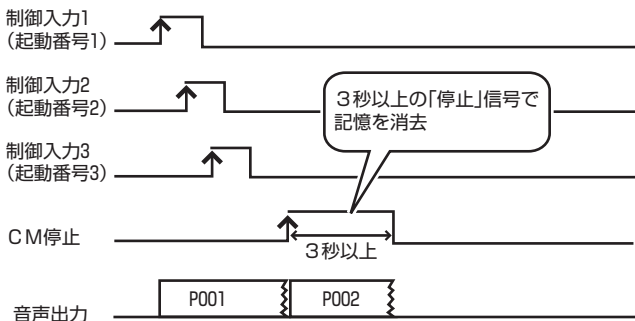 制御入力1
（起動番号1）
制御入力2
（起動番号2）
3秒以上の「停止」信号で
記憶を消去
制御入力3
（起動番号3）
CM停止
3秒以上
音声出力
P001
P002